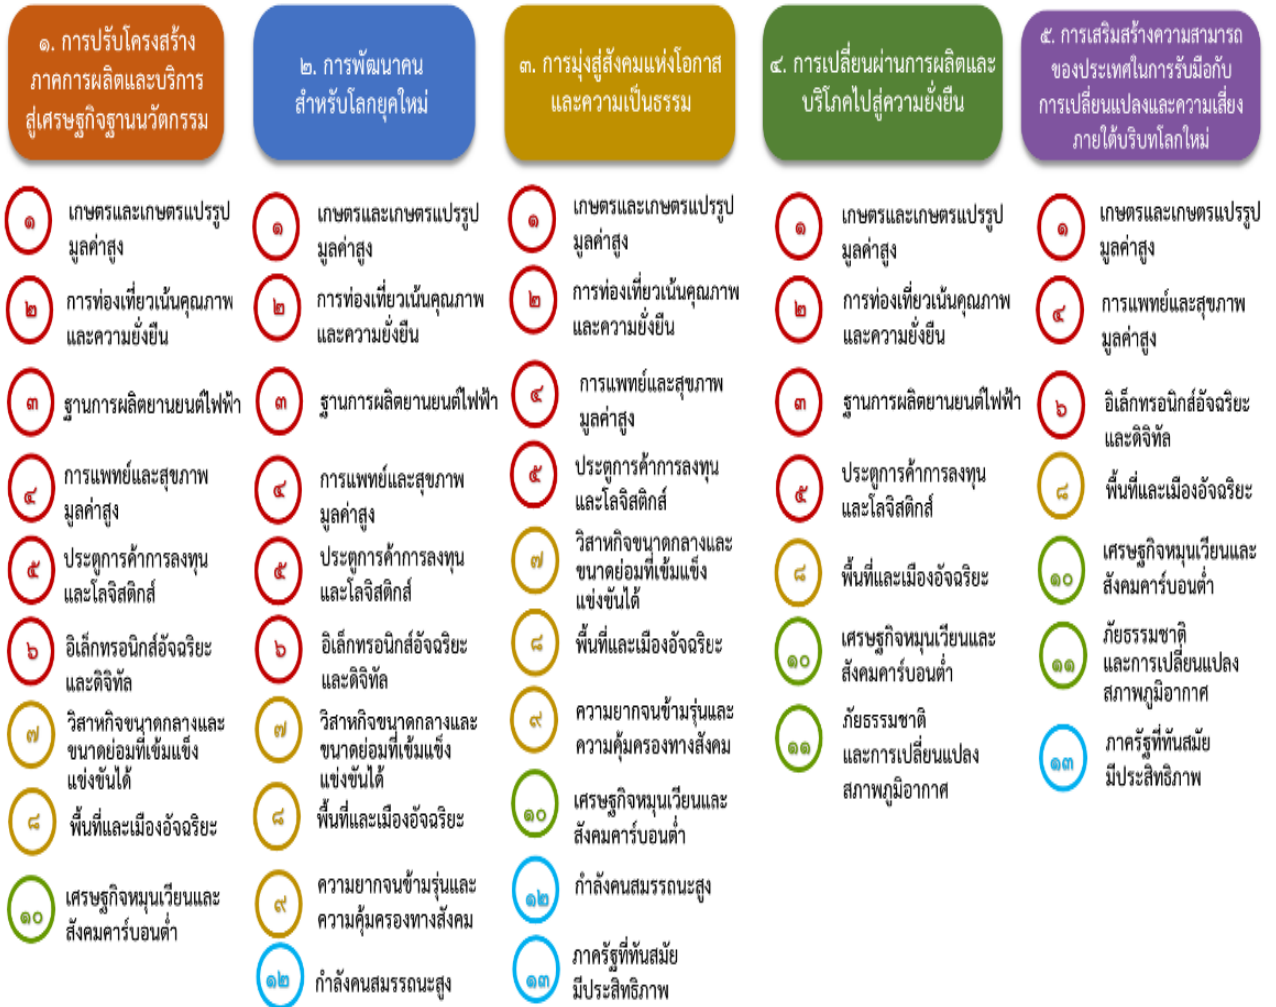 ๑. การปรับโครงสร้าง
ภาคการผลิตและบริการ
สู่เศรษฐกิจฐานนวัตกรรม
๑
เกษตรและเกษตรแปรรูป
มูลค่าสูง
๒
การท่องเที่ยวเน้นคุณภาพ
และความยั่งยืน
๓
ฐานการผลิตยานยนต์ไฟฟ้า
๔
การแพทย์และสุขภาพ
มูลค่าสูง
๕
ประตูการค้าการลงทุน
และโลจิสติกส์
๖
อิเล็กทรอนิกส์อัจฉริยะ
และดิจิทัล
๗
วิสาหกิจขนาดกลางและ
ขนาดย่อมที่เข้มแข็ง
แข่งขันได้
๘
พื้นที่และเมืองอัจฉริยะ
๑๐
เศรษฐกิจหมุนเวียนและ
สังคมคาร์บอนต่ำ
๒. การพัฒนาคน
สำหรับโลกยุคใหม่
๑
เกษตรและเกษตรแปรรูป
มูลค่าสูง
๒
การท่องเที่ยวเน้นคุณภาพ
และความยั่งยืน
๓
ฐานการผลิตยานยนต์ไฟฟ้า
๔
การแพทย์และสุขภาพ
มูลค่าสูง
๕
ประตูการค้าการลงทุน
และโลจิสติกส์
๖
อิเล็กทรอนิกส์อัจฉริยะ
และดิจิทัล
๗
วิสาหกิจขนาดกลางและ
ขนาดย่อมที่เข้มแข็ง
แข่งขันได้
๘
พื้นที่และเมืองอัจฉริยะ
๙
ความยากจนข้ามรุ่นและ
ความคุ้มครองทางสังคม
๑๒
กำลังคนสมรรถนะสูง
๓. การมุ่งสู่สังคมแห่งโอกาส
และความเป็นธรรม
๑
เกษตรและเกษตรแปรรูป
มูลค่าสูง
๒
การท่องเที่ยวเน้นคุณภาพ
และความยั่งยืน
๔
การแพทย์และสุขภาพ
มูลค่าสูง
๕
ประตูการค้าการลงทุน
และโลจิสติกส์
๗
วิสาหกิจขนาดกลางและ
ขนาดย่อมที่เข้มแข็ง
แข่งขันได้
๘
พื้นที่และเมืองอัจฉริยะ
๙
ความยากจนข้ามรุ่นและ
ความคุ้มครองทางสังคม
๑๐
เศรษฐกิจหมุนเวียนและ
สังคมคาร์บอนต่ำ
๑๒
กำลังคนสมรรถนะสูง
๑๓
ภาครัฐที่ทันสมัย
มีประสิทธิภาพ
๔. การเปลี่ยนผ่านการผลิตและ
บริโภคไปสู่ความยั่งยืน
๑
เกษตรและเกษตรแปรรูป
มูลค่าสูง
๒
การท่องเที่ยวเน้นคุณภาพ
และความยั่งยืน
๓
ฐานการผลิตยานยนต์ไฟฟ้า
๕
ประตูการค้าการลงทุน
และโลจิสติกส์
๘
พื้นที่และเมืองอัจฉริยะ
๑๐
เศรษฐกิจหมุนเวียนและ
สังคมคาร์บอนต่ำ
๑๑
ภัยธรรมชาติ
และการเปลี่ยนแปลง
สภาพภูมิอากาศ
๕. การเสริมสร้างความสามารถ
ของประเทศในการรับมือกับ
การเปลี่ยนแปลงและความเสี่ยง
ภายใต้บริบทโลกใหม่
๑
เกษตรและเกษตรแปรรูป
มูลค่าสูง
๔
การแพทย์และสุขภาพ
มูลค่าสูง
๖
อิเล็กทรอนิกส์อัจฉริยะ
และดิจิทัล
๘
พื้นที่และเมืองอัจฉริยะ
๑๐
เศรษฐกิจหมุนเวียนและ
สังคมคาร์บอนต่ำ
๑๑
ภัยธรรมชาติ
และการเปลี่ยนแปลง
สภาพภูมิอากาศ
๑๓
ภาครัฐที่ทันสมัย
มีประสิทธิภาพ